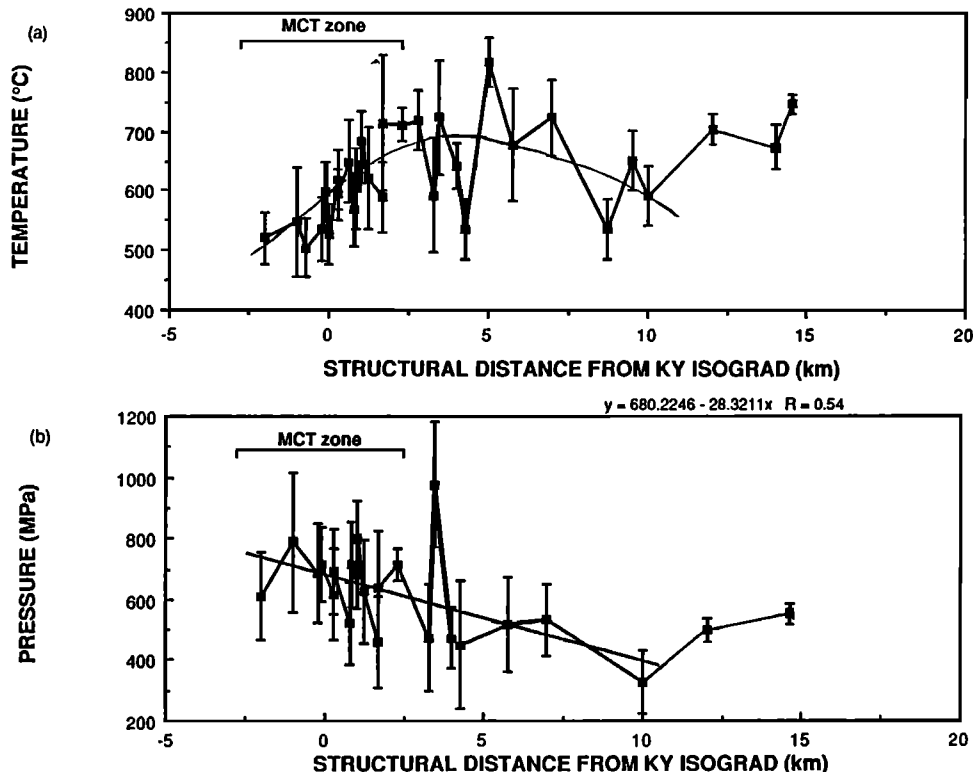 (a)
MCT zone
TEMPERATURE (°C)
900
800
700
600
500
400
-5
0
5
10
15
20
STRUCTURAL DISTANCE FROM KY ISOGRAD (km)
y = 680.2246 - 28.3211x R = 0.54
(b)
MCT zone
PRESSURE (MPa)
1200
1000
800
600
400
200
-5
0
5
10
15
20
STRUCTURAL DISTANCE FROM KY ISOGRAD (km)